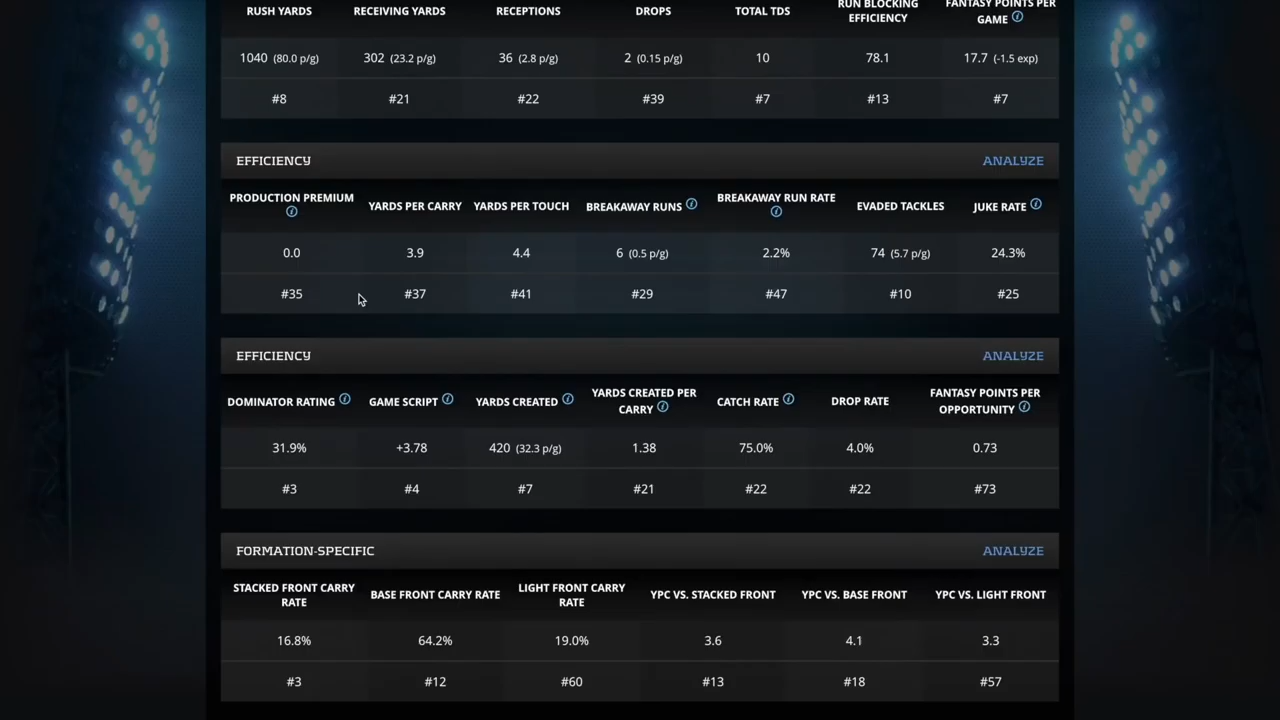 RUSH YARDS RECEIVING YARDS RECEPTIONS DROPS TOTAL TDS RUN BLOCKING EFFICIENCY FANTASY POINTS PER GAME
1040 (80.0 p/g) 302 (23.2 p/g) 36 (2.8 p/g) 2 (0.15 p/g) 10 78.1 17.7 (-1.5 exp)
#8 #21 #22 #39 #7 #13 #7
EFFICIENCY ANALYZE
PRODUCTION PREMIUM YARDS PER CARRY YARDS PER TOUCH BREAKAWAY RUNS BREAKAWAY RUN RATE EVADED TACKLES JUKE RATE
0.0 3.9 4.4 6 (0.5 p/g) 2.2% 74 (5.7 p/g) 24.3%
#35 #37 #41 #29 #47 #10 #25
EFFICIENCY ANALYZE
DOMINATOR RATING GAME SCRIPT YARDS CREATED YARDS CREATED PER CARRY CATCH RATE DROP RATE FANTASY POINTS PER OPPORTUNITY
31.9% +3.78 420 (32.3 p/g) 1.38 75.0% 4.0% 0.73
#3 #4 #7 #21 #22 #22 #73
FORMATION-SPECIFIC ANALYZE
STACKED FRONT CARRY RATE BASE FRONT CARRY RATE LIGHT FRONT CARRY RATE YPC VS. STACKED FRONT YPC VS. BASE FRONT YPC VS. LIGHT FRONT
16.8% 64.2% 19.0% 3.6 4.1 3.3
#3 #12 #60 #13 #18 #57